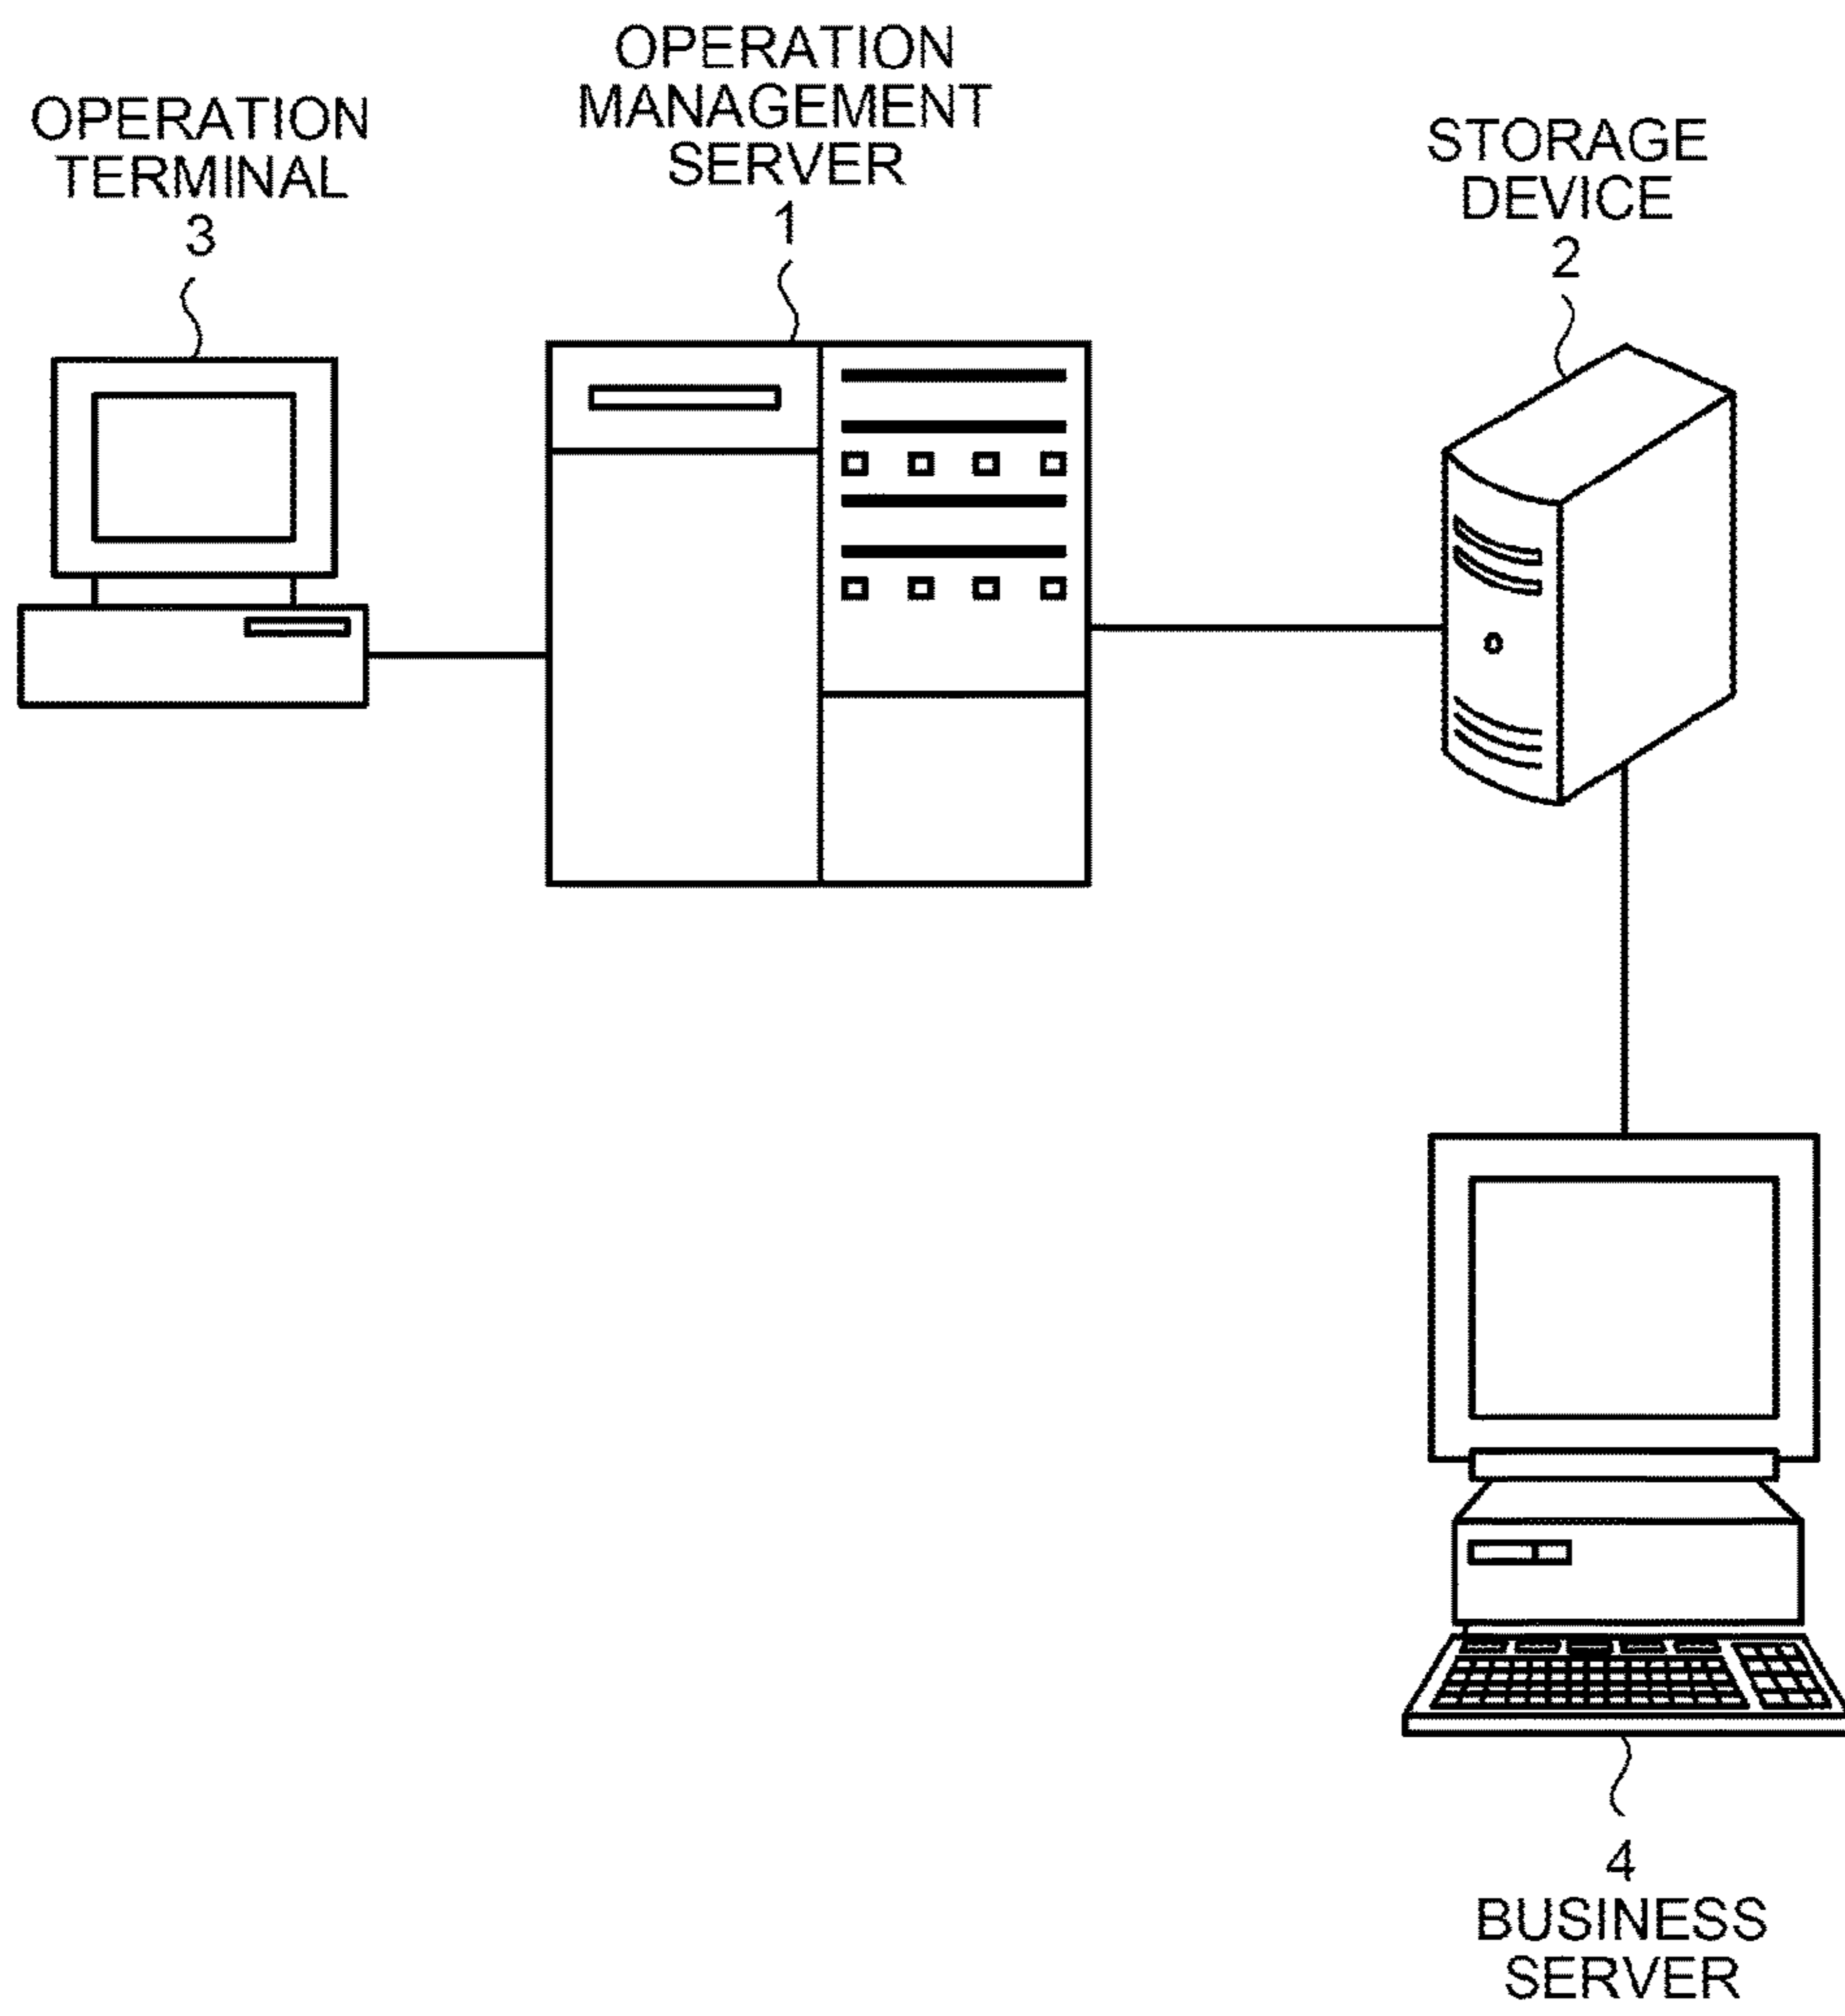 OPERATION
TERMINAL
3
OPERATION
MANAGEMENT
SERVER
1
STORAGE
DEVICE
2
4
BUSINESS
SERVER